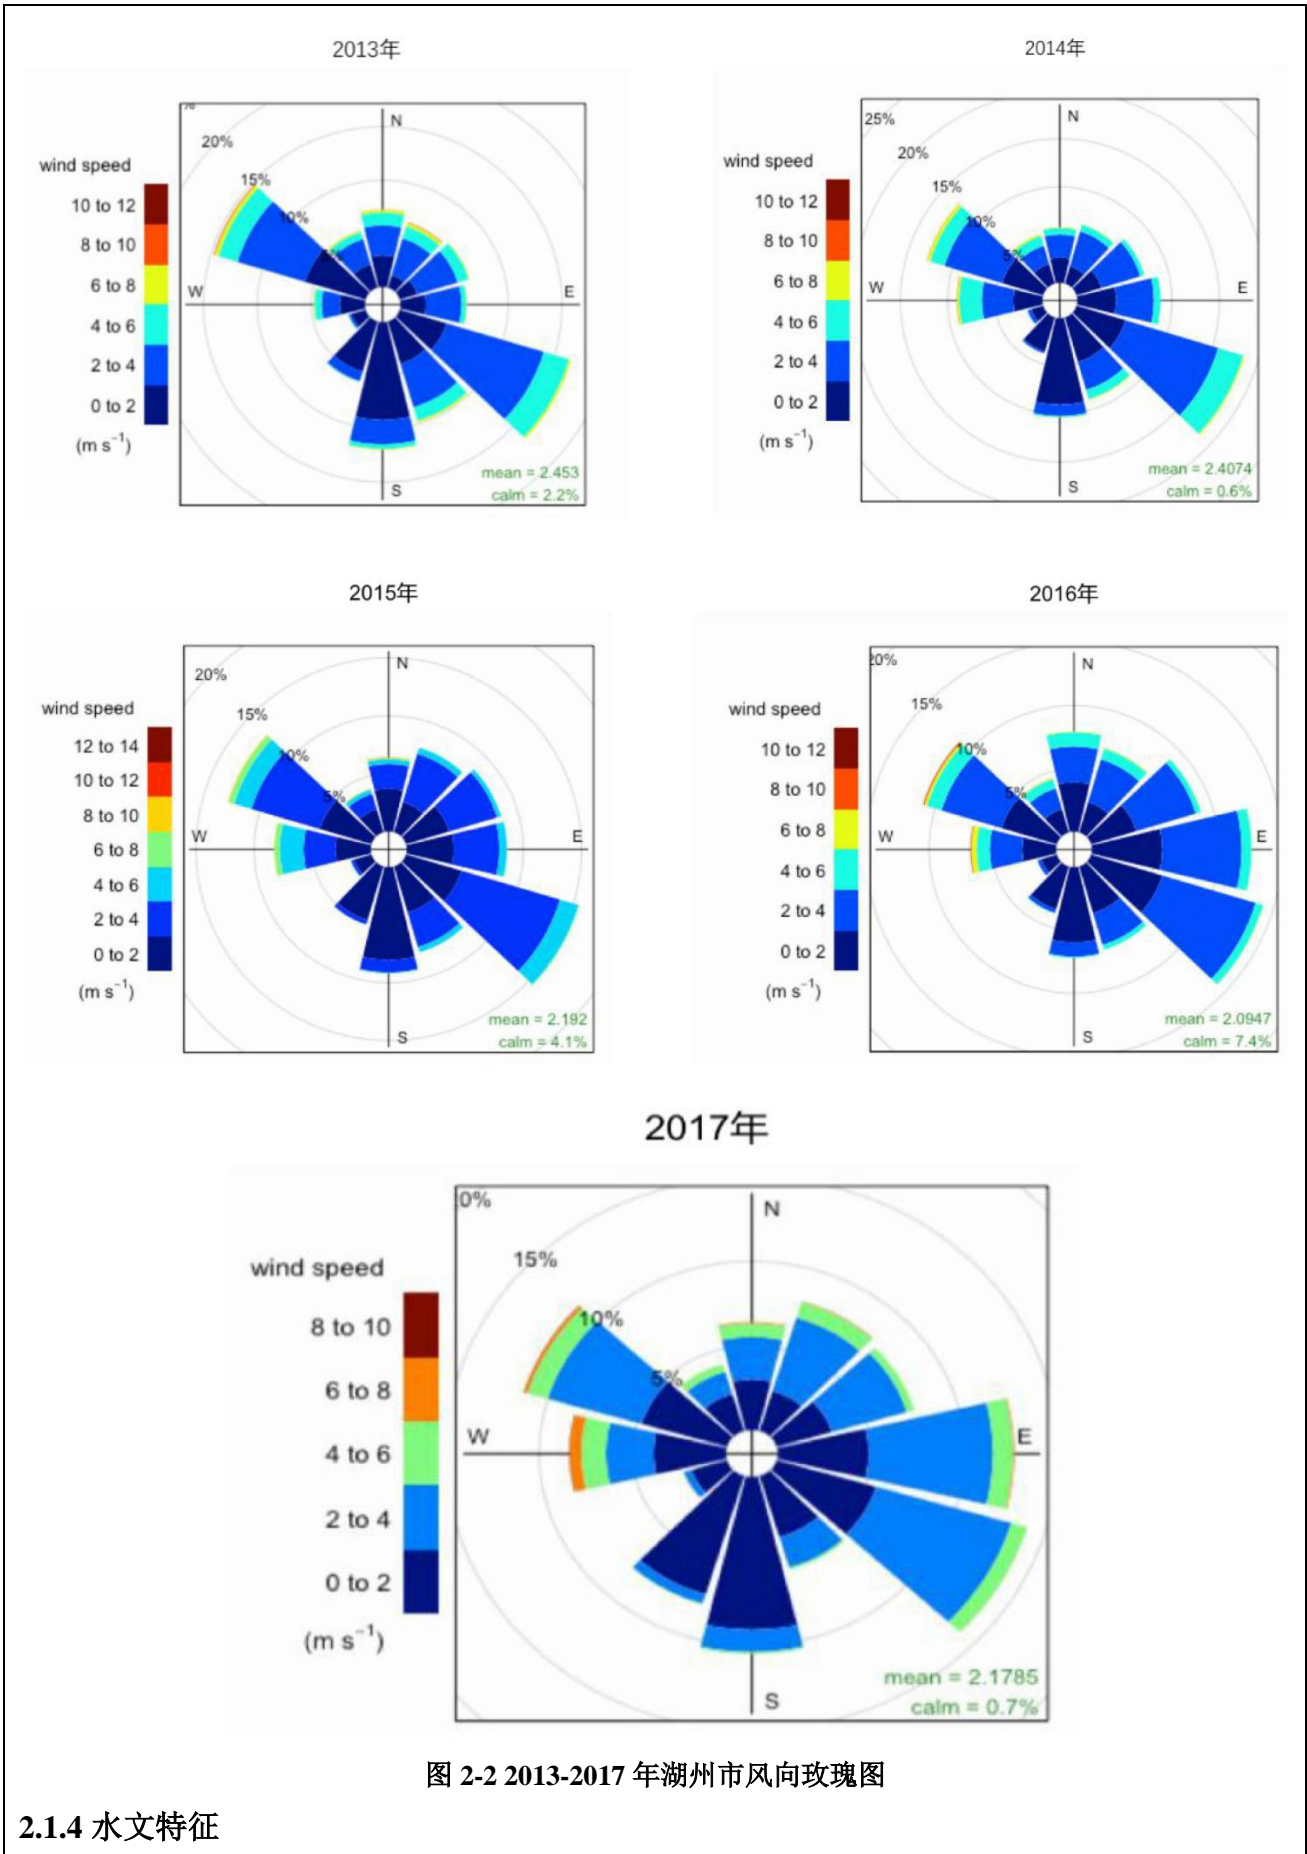 2013年
%
20%
15%
10%
5%
N
W
E
S
wind speed
10 to 12
8 to 10
6 to 8
4 to 6
2 to 4
0 to 2
(m s⁻¹)
mean = 2.453
calm = 2.2%
2014年
25%
20%
15%
10%
5%
N
W
E
S
wind speed
10 to 12
8 to 10
6 to 8
4 to 6
2 to 4
0 to 2
(m s⁻¹)
mean = 2.4074
calm = 0.6%
2015年
20%
15%
10%
5%
N
W
E
S
wind speed
12 to 14
10 to 12
8 to 10
6 to 8
4 to 6
2 to 4
0 to 2
(m s⁻¹)
mean = 2.192
calm = 4.1%
2016年
20%
15%
10%
5%
N
W
E
S
wind speed
10 to 12
8 to 10
6 to 8
4 to 6
2 to 4
0 to 2
(m s⁻¹)
mean = 2.0947
calm = 7.4%
2017年
0%
15%
10%
5%
N
W
E
S
wind speed
8 to 10
6 to 8
4 to 6
2 to 4
0 to 2
(m s⁻¹)
mean = 2.1785
calm = 0.7%
图 2-2 2013-2017 年湖州市风向玫瑰图
2.1.4 水文特征